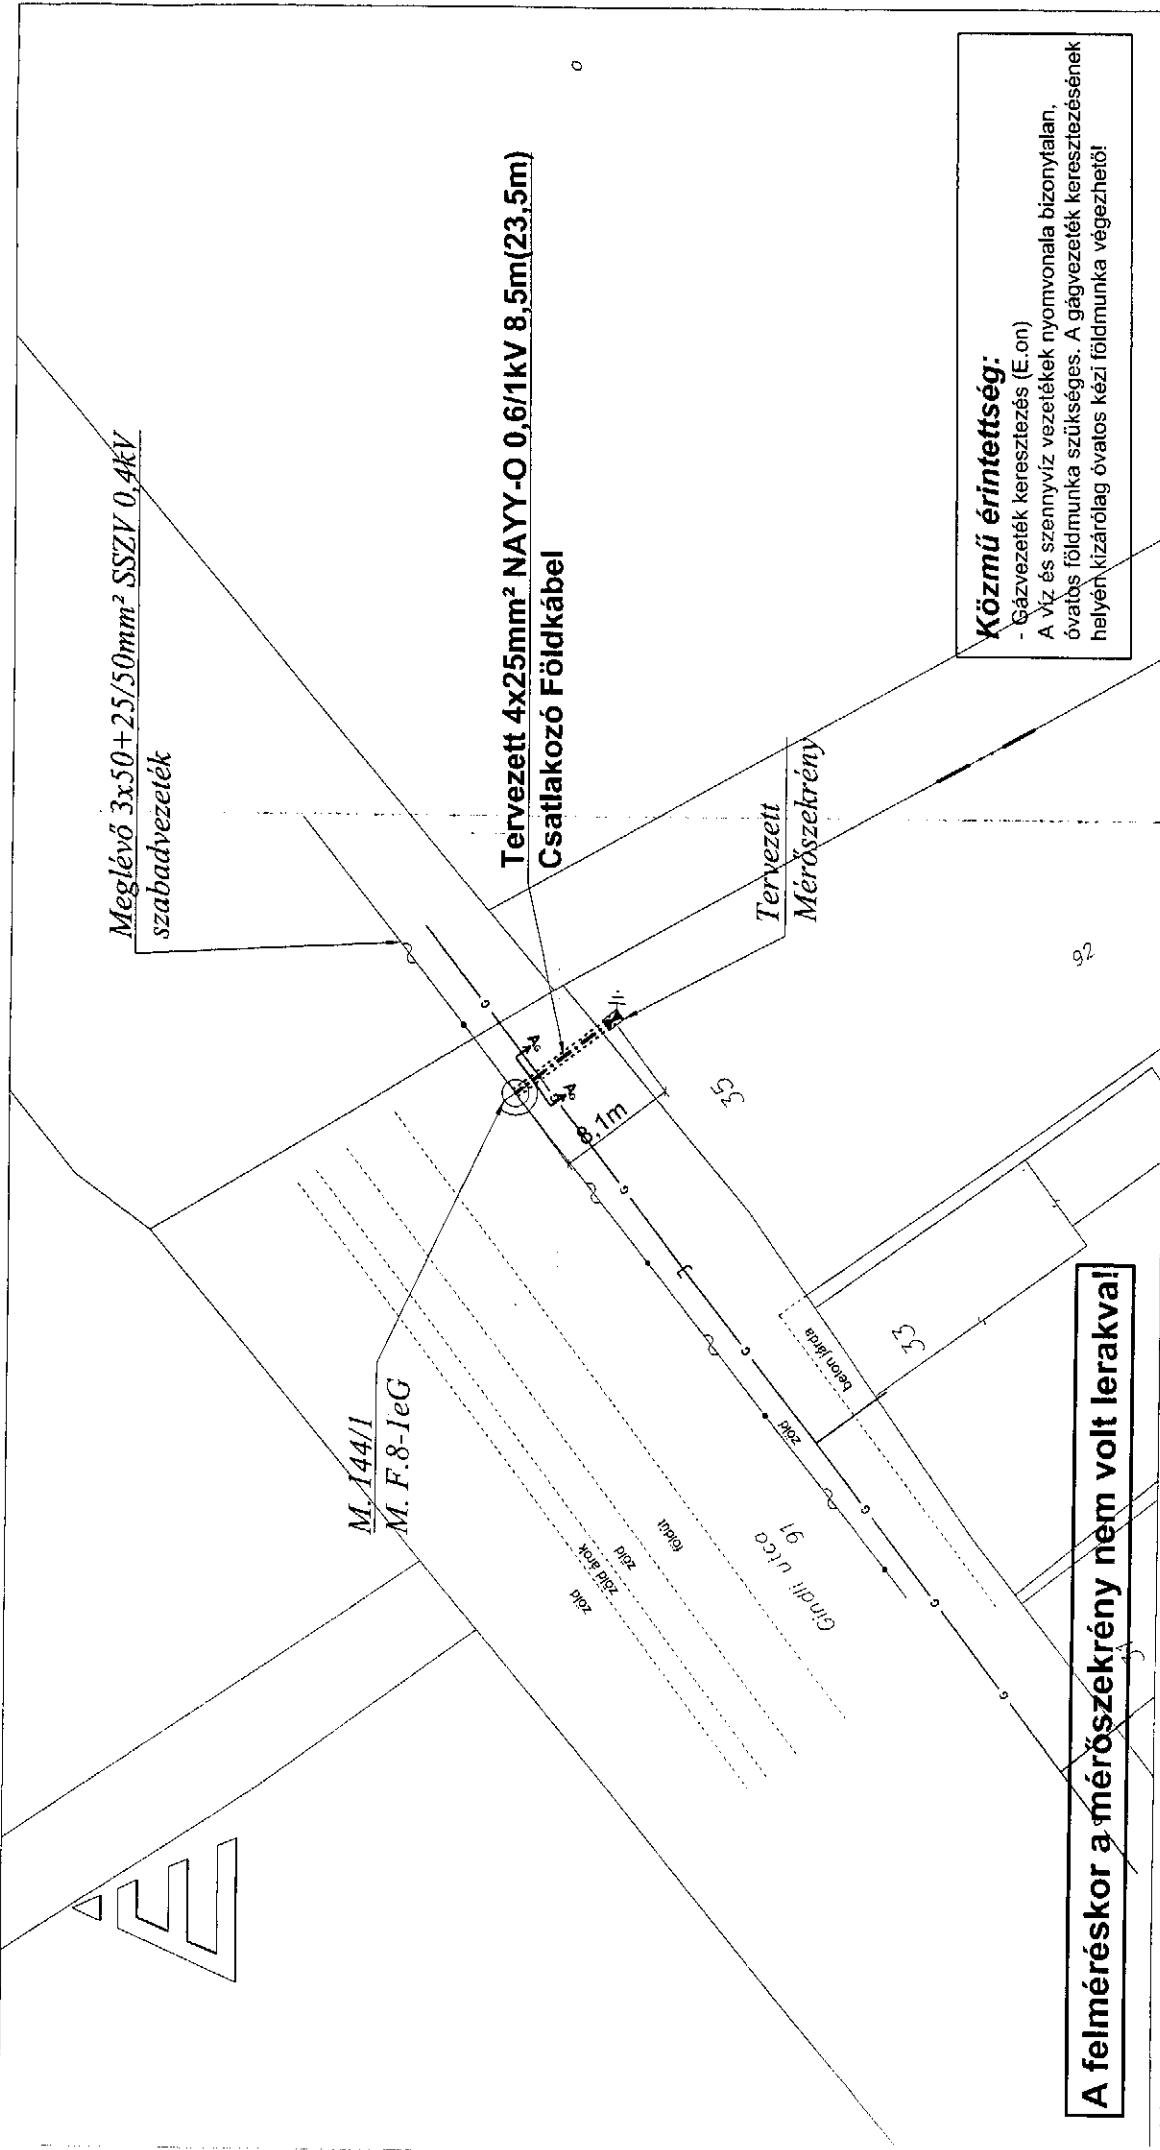 Meglévő 3x50+25/50mm² SSZV 0,4kV
szabadvezeték
Tervezett 4x25mm² NAYY-O 0,6/1kV 8,5m(23,5m)
Csatlakozó Földkábel
M. 144/1
M. F.8-1eG
Tervezett
Mérőszekrény
Közmű érintettség:
- Gázvezeték keresztezés (E.on)
A víz és szennyvíz vezetékek nyomvonala bizonytalan,
óvatos földmunka szükséges. A gágvezeték keresztezésének
helyén kizárólag óvatos kézi földmunka végezhető!
8,1m
35
92
33
beton járda
zöld
zöld
zöld árok
zöld
földút
Gindli utca
91
31
G
G
G
G
G
G
A felméréskor a mérőszekrény nem volt lerakva!